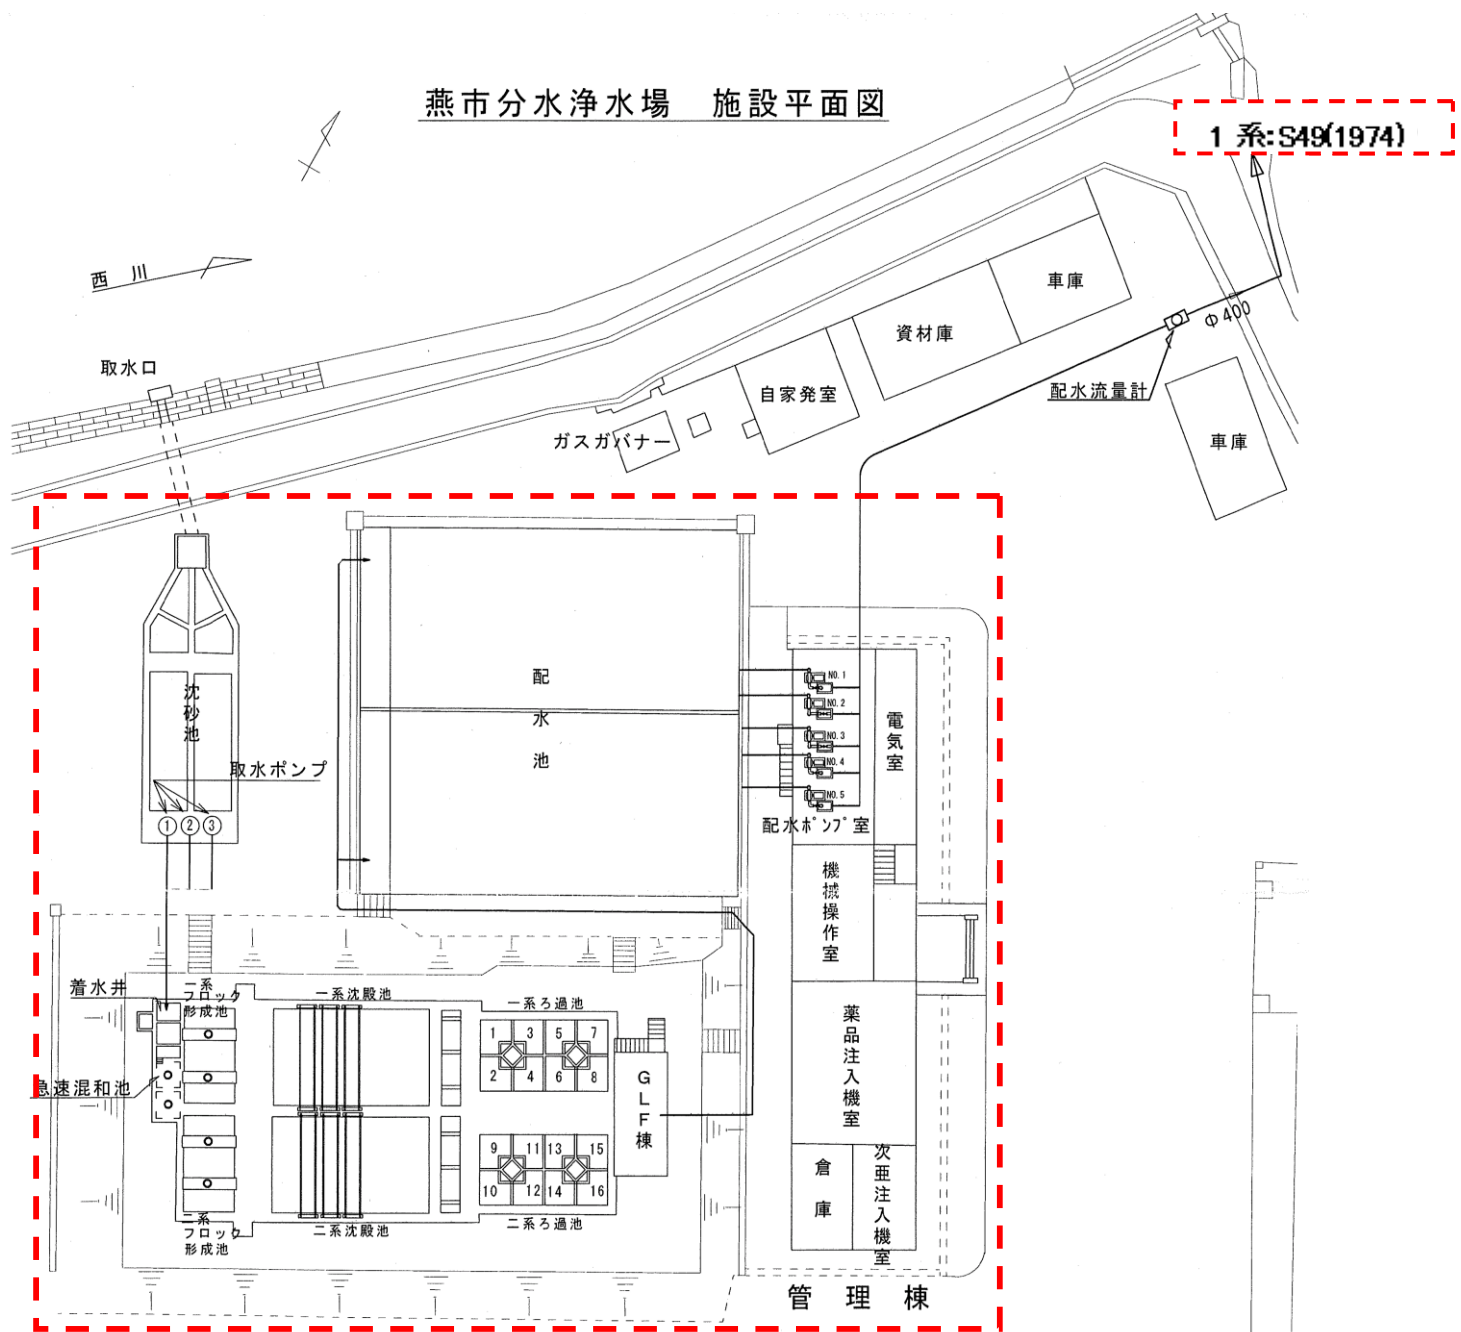 燕市分水浄水場　施設平面図
1 系:S49(1974)
西 川
取水口
車庫
資材庫
自家発室
ガスガバナー
Φ400
配水流量計
車庫
配水池
沈砂池
取水ポンプ
① ② ③
NO.1
NO.2
NO.3
NO.4
NO.5
電気室
配水ポンプ室
機械操作室
着水井
一系
フロック
形成池
一系沈殿池
一系ろ過池
1 3 5 7
2 4 6 8
急速混和池
GLF棟
薬品注入機室
9 11 13 15
10 12 14 16
倉庫
次亜注入機室
二系
フロック
形成池
二系沈殿池
二系ろ過池
管 理 棟